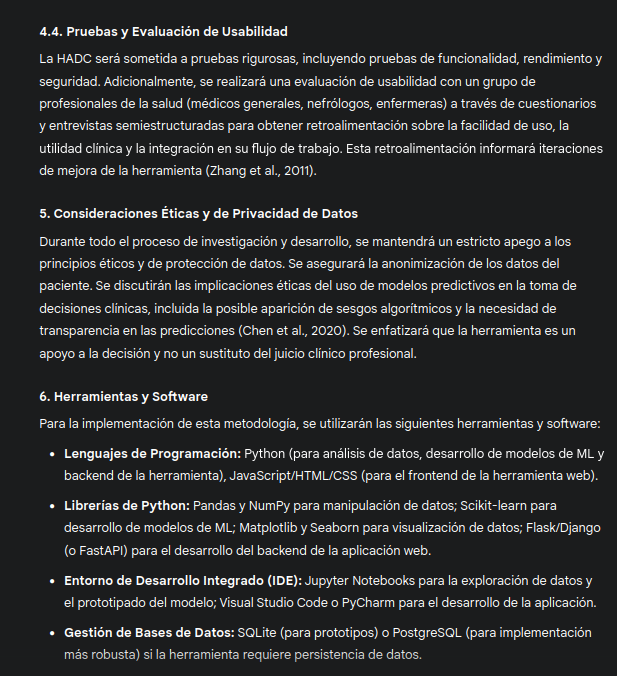 4.4. Pruebas y Evaluación de Usabilidad
La HADC será sometida a pruebas rigurosas, incluyendo pruebas de funcionalidad, rendimiento y
seguridad. Adicionalmente, se realizará una evaluación de usabilidad con un grupo de
profesionales de la salud (médicos generales, nefrólogos, enfermeras) a través de cuestionarios
y entrevistas semiestructuradas para obtener retroalimentación sobre la facilidad de uso, la
utilidad clínica y la integración en su flujo de trabajo. Esta retroalimentación informará iteraciones
de mejora de la herramienta (Zhang et al., 2011).
5. Consideraciones Éticas y de Privacidad de Datos
Durante todo el proceso de investigación y desarrollo, se mantendrá un estricto apego a los
principios éticos y de protección de datos. Se asegurará la anonimización de los datos del
paciente. Se discutirán las implicaciones éticas del uso de modelos predictivos en la toma de
decisiones clínicas, incluida la posible aparición de sesgos algorítmicos y la necesidad de
transparencia en las predicciones (Chen et al., 2020). Se enfatizará que la herramienta es un
apoyo a la decisión y no un sustituto del juicio clínico profesional.
6. Herramientas y Software
Para la implementación de esta metodología, se utilizarán las siguientes herramientas y software:
• Lenguajes de Programación: Python (para análisis de datos, desarrollo de modelos de ML y
backend de la herramienta), JavaScript/HTML/CSS (para el frontend de la herramienta web).
• Librerías de Python: Pandas y NumPy para manipulación de datos; Scikit-learn para
desarrollo de modelos de ML; Matplotlib y Seaborn para visualización de datos; Flask/Django
(o FastAPI) para el desarrollo del backend de la aplicación web.
• Entorno de Desarrollo Integrado (IDE): Jupyter Notebooks para la exploración de datos y
el prototipado del modelo; Visual Studio Code o PyCharm para el desarrollo de la aplicación.
• Gestión de Bases de Datos: SQLite (para prototipos) o PostgreSQL (para implementación
más robusta) si la herramienta requiere persistencia de datos.